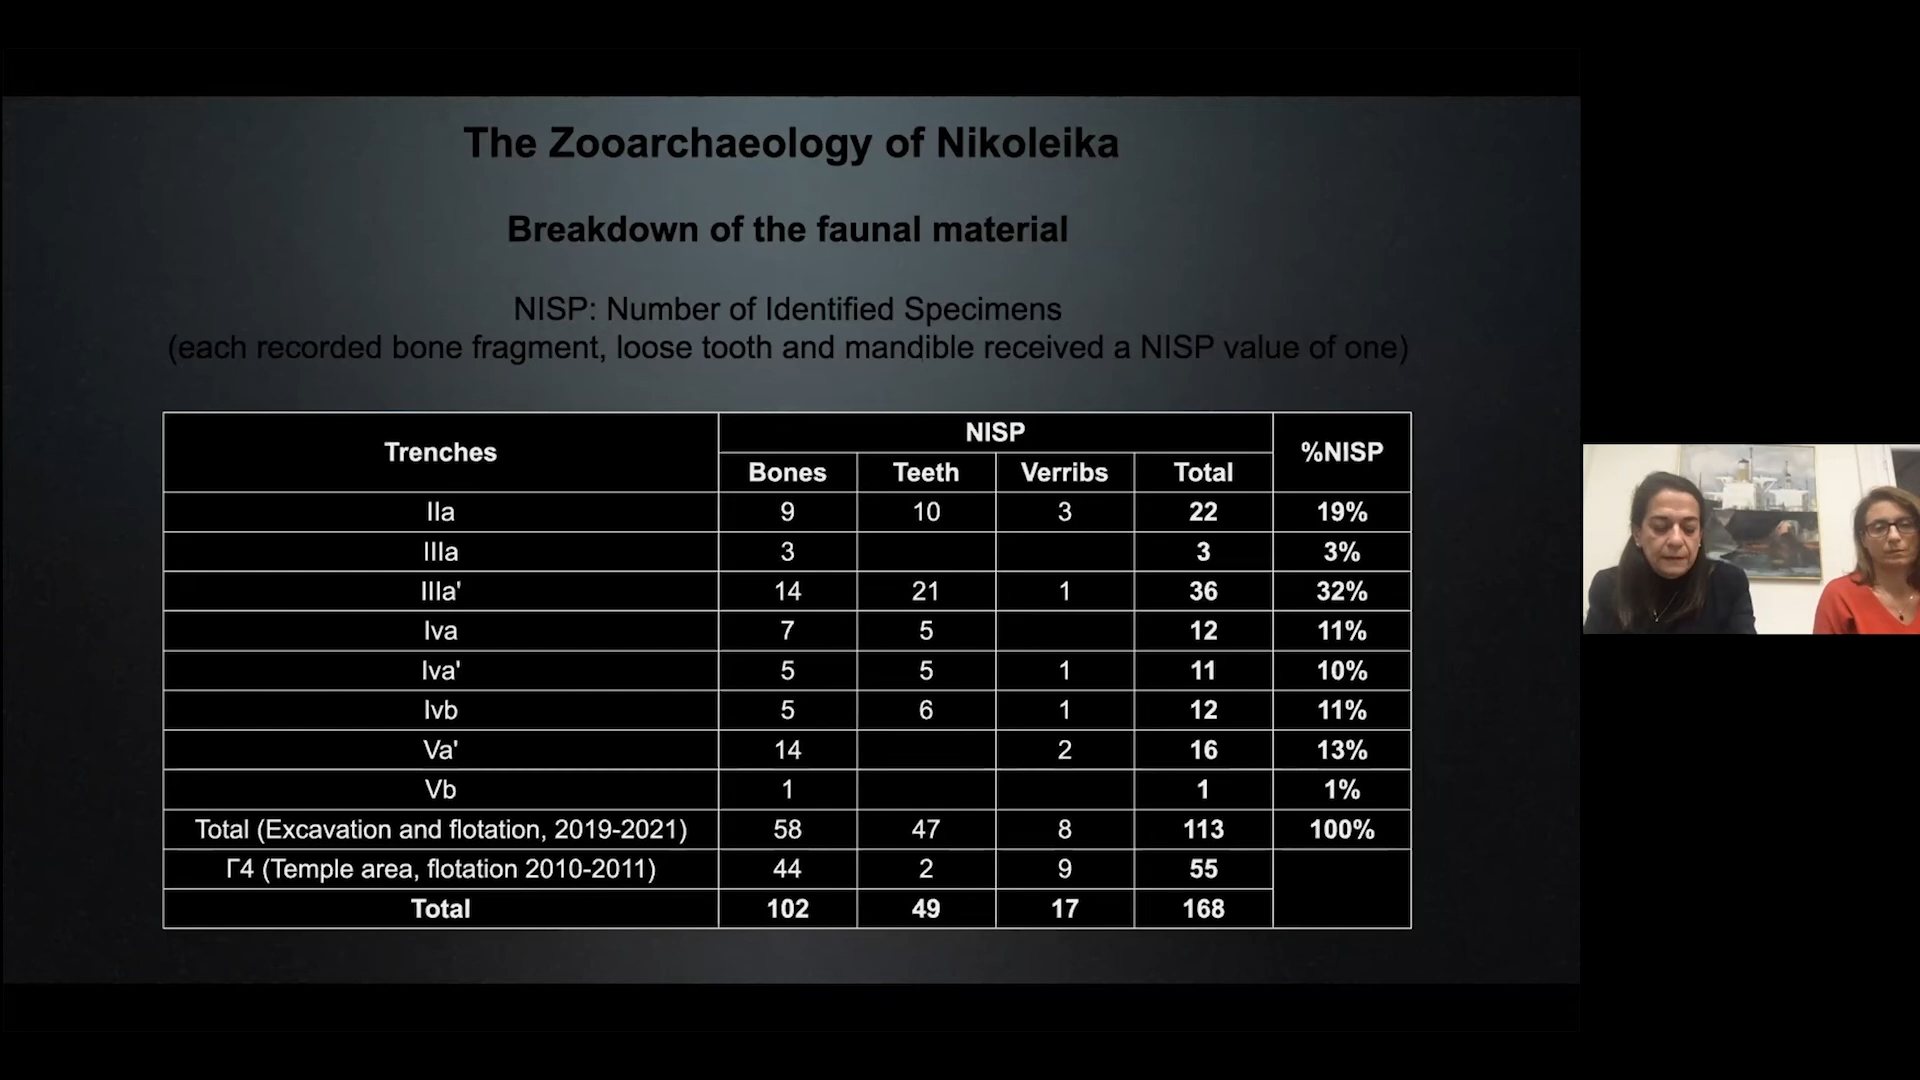 The Zooarchaeology of Nikoleika
Breakdown of the faunal material
NISP: Number of Identified Specimens
(each recorded bone fragment, loose tooth and mandible received a NISP value of one)
Trenches NISP %NISP
Bones Teeth Verribs Total
IIa 9 10 3 22 19%
IIIa 3 3 3%
IIIa' 14 21 1 36 32%
Iva 7 5 12 11%
Iva' 5 5 1 11 10%
Ivb 5 6 1 12 11%
Va' 14 2 16 13%
Vb 1 1 1%
Total (Excavation and flotation, 2019-2021) 58 47 8 113 100%
Γ4 (Temple area, flotation 2010-2011) 44 2 9 55
Total 102 49 17 168